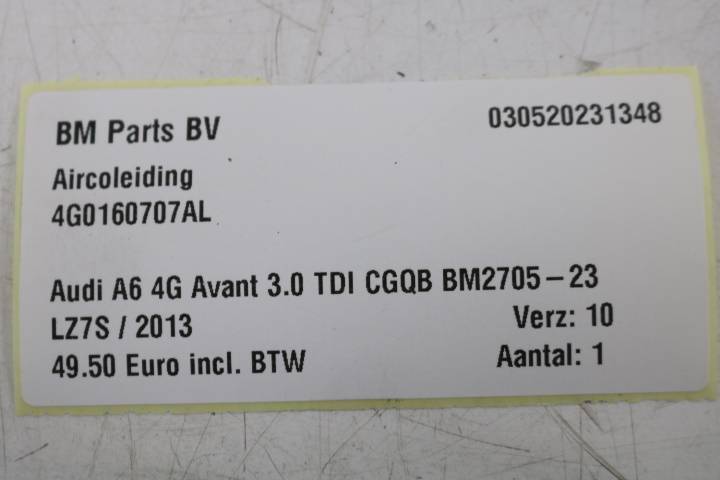 BM Parts BV 030520231348
Aircoleiding
4G0160707AL
Audi A6 4G Avant 3.0 TDI CGQB BM2705-23
LZ7S / 2013 Verz: 10
49.50 Euro incl. BTW Aantal: 1